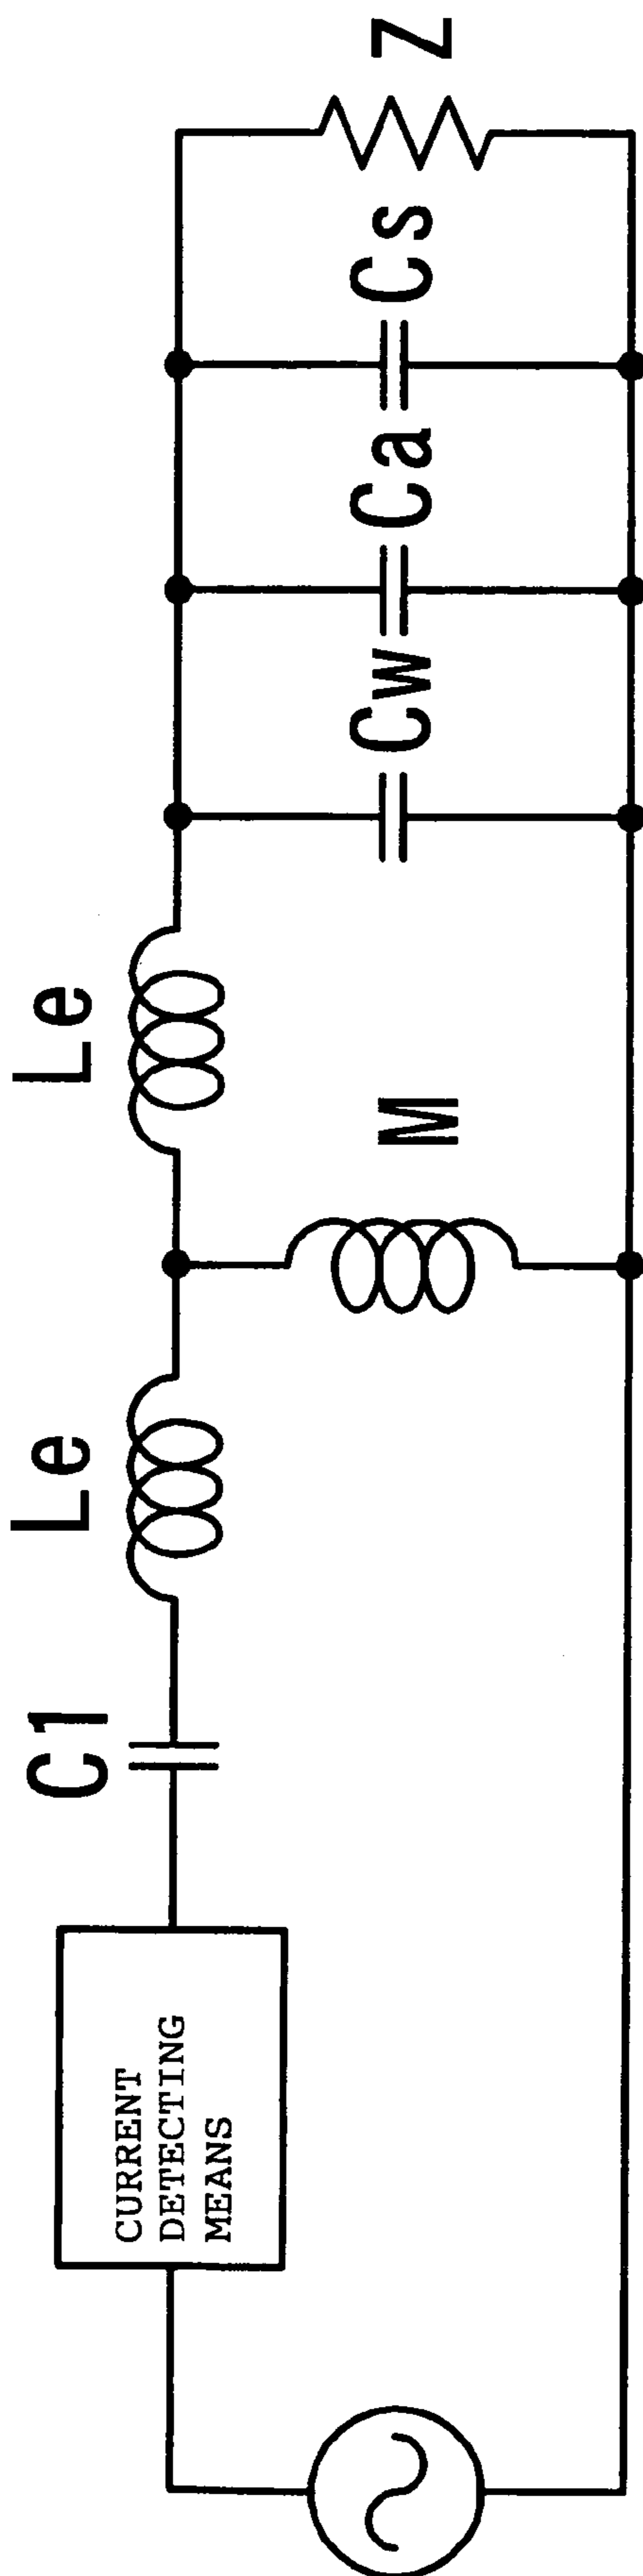 CURRENT
DETECTING
MEANS
C1
Le
M
Le
Cw
Ca
Cs
Z